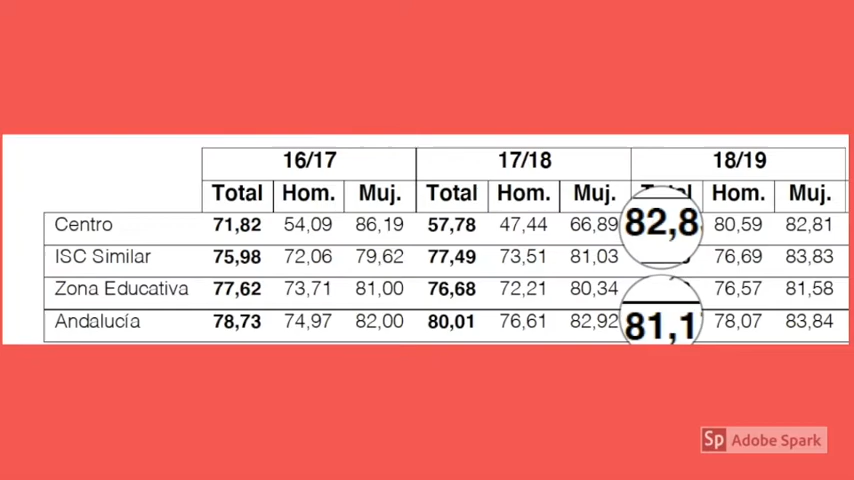 16/17 17/18 18/19
Total Hom. Muj. Total Hom. Muj. Hom. Muj.
Centro 71,82 54,09 86,19 57,78 47,44 66,89 82,8 80,59 82,81
ISC Similar 75,98 72,06 79,62 77,49 73,51 81,03 76,69 83,83
Zona Educativa 77,62 73,71 81,00 76,68 72,21 80,34 76,57 81,58
Andalucía 78,73 74,97 82,00 80,01 76,61 82,92 81,1 78,07 83,84
Sp Adobe Spark